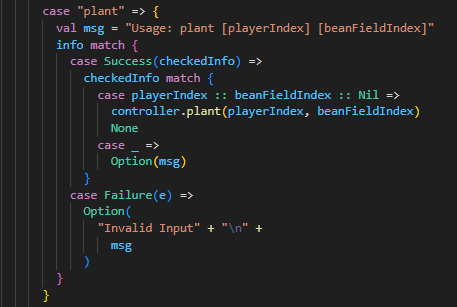 case "plant" => {
  val msg = "Usage: plant [playerIndex] [beanFieldIndex]"
  info match {
    case Success(checkedInfo) =>
      checkedInfo match {
        case playerIndex :: beanFieldIndex :: Nil =>
          controller.plant(playerIndex, beanFieldIndex)
          None
        case _ =>
          Option(msg)
      }
    case Failure(e) =>
      Option(
        "Invalid Input" + "\n" +
          msg
      )
  }
}